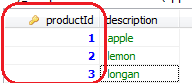 productId description
1 apple
2 lemon
3 longan